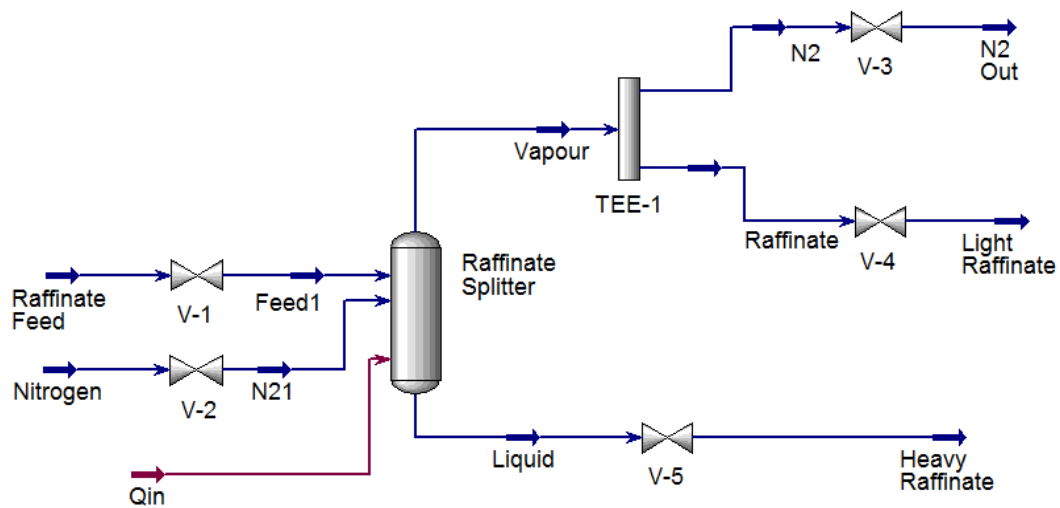 N2
V-3
N2
Out
Vapour
TEE-1
Raffinate
V-4
Light
Raffinate
Raffinate
Splitter
Raffinate
Feed
V-1
Feed1
Nitrogen
V-2
N21
Liquid
V-5
Heavy
Raffinate
Qin